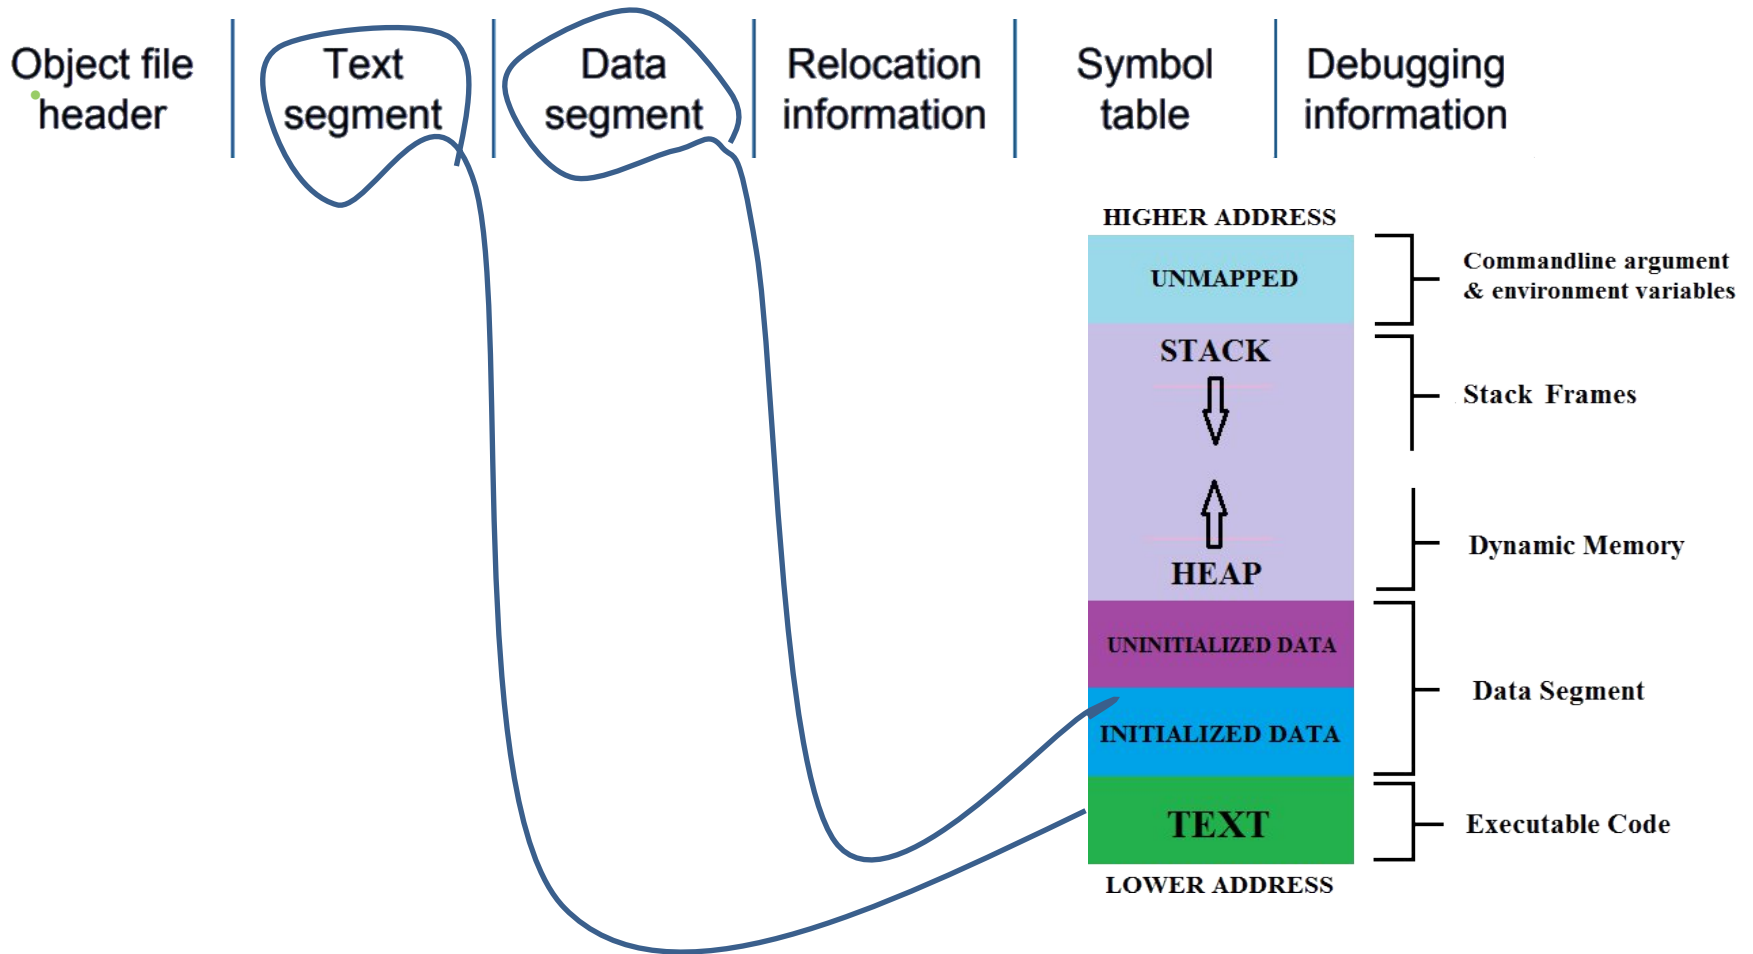 Object file
header
Text
segment
Data
segment
Relocation
information
Symbol
table
Debugging
information
HIGHER ADDRESS
UNMAPPED
Commandline argument
& environment variables
STACK
Stack Frames
HEAP
Dynamic Memory
UNINITIALIZED DATA
Data Segment
INITIALIZED DATA
TEXT
Executable Code
LOWER ADDRESS